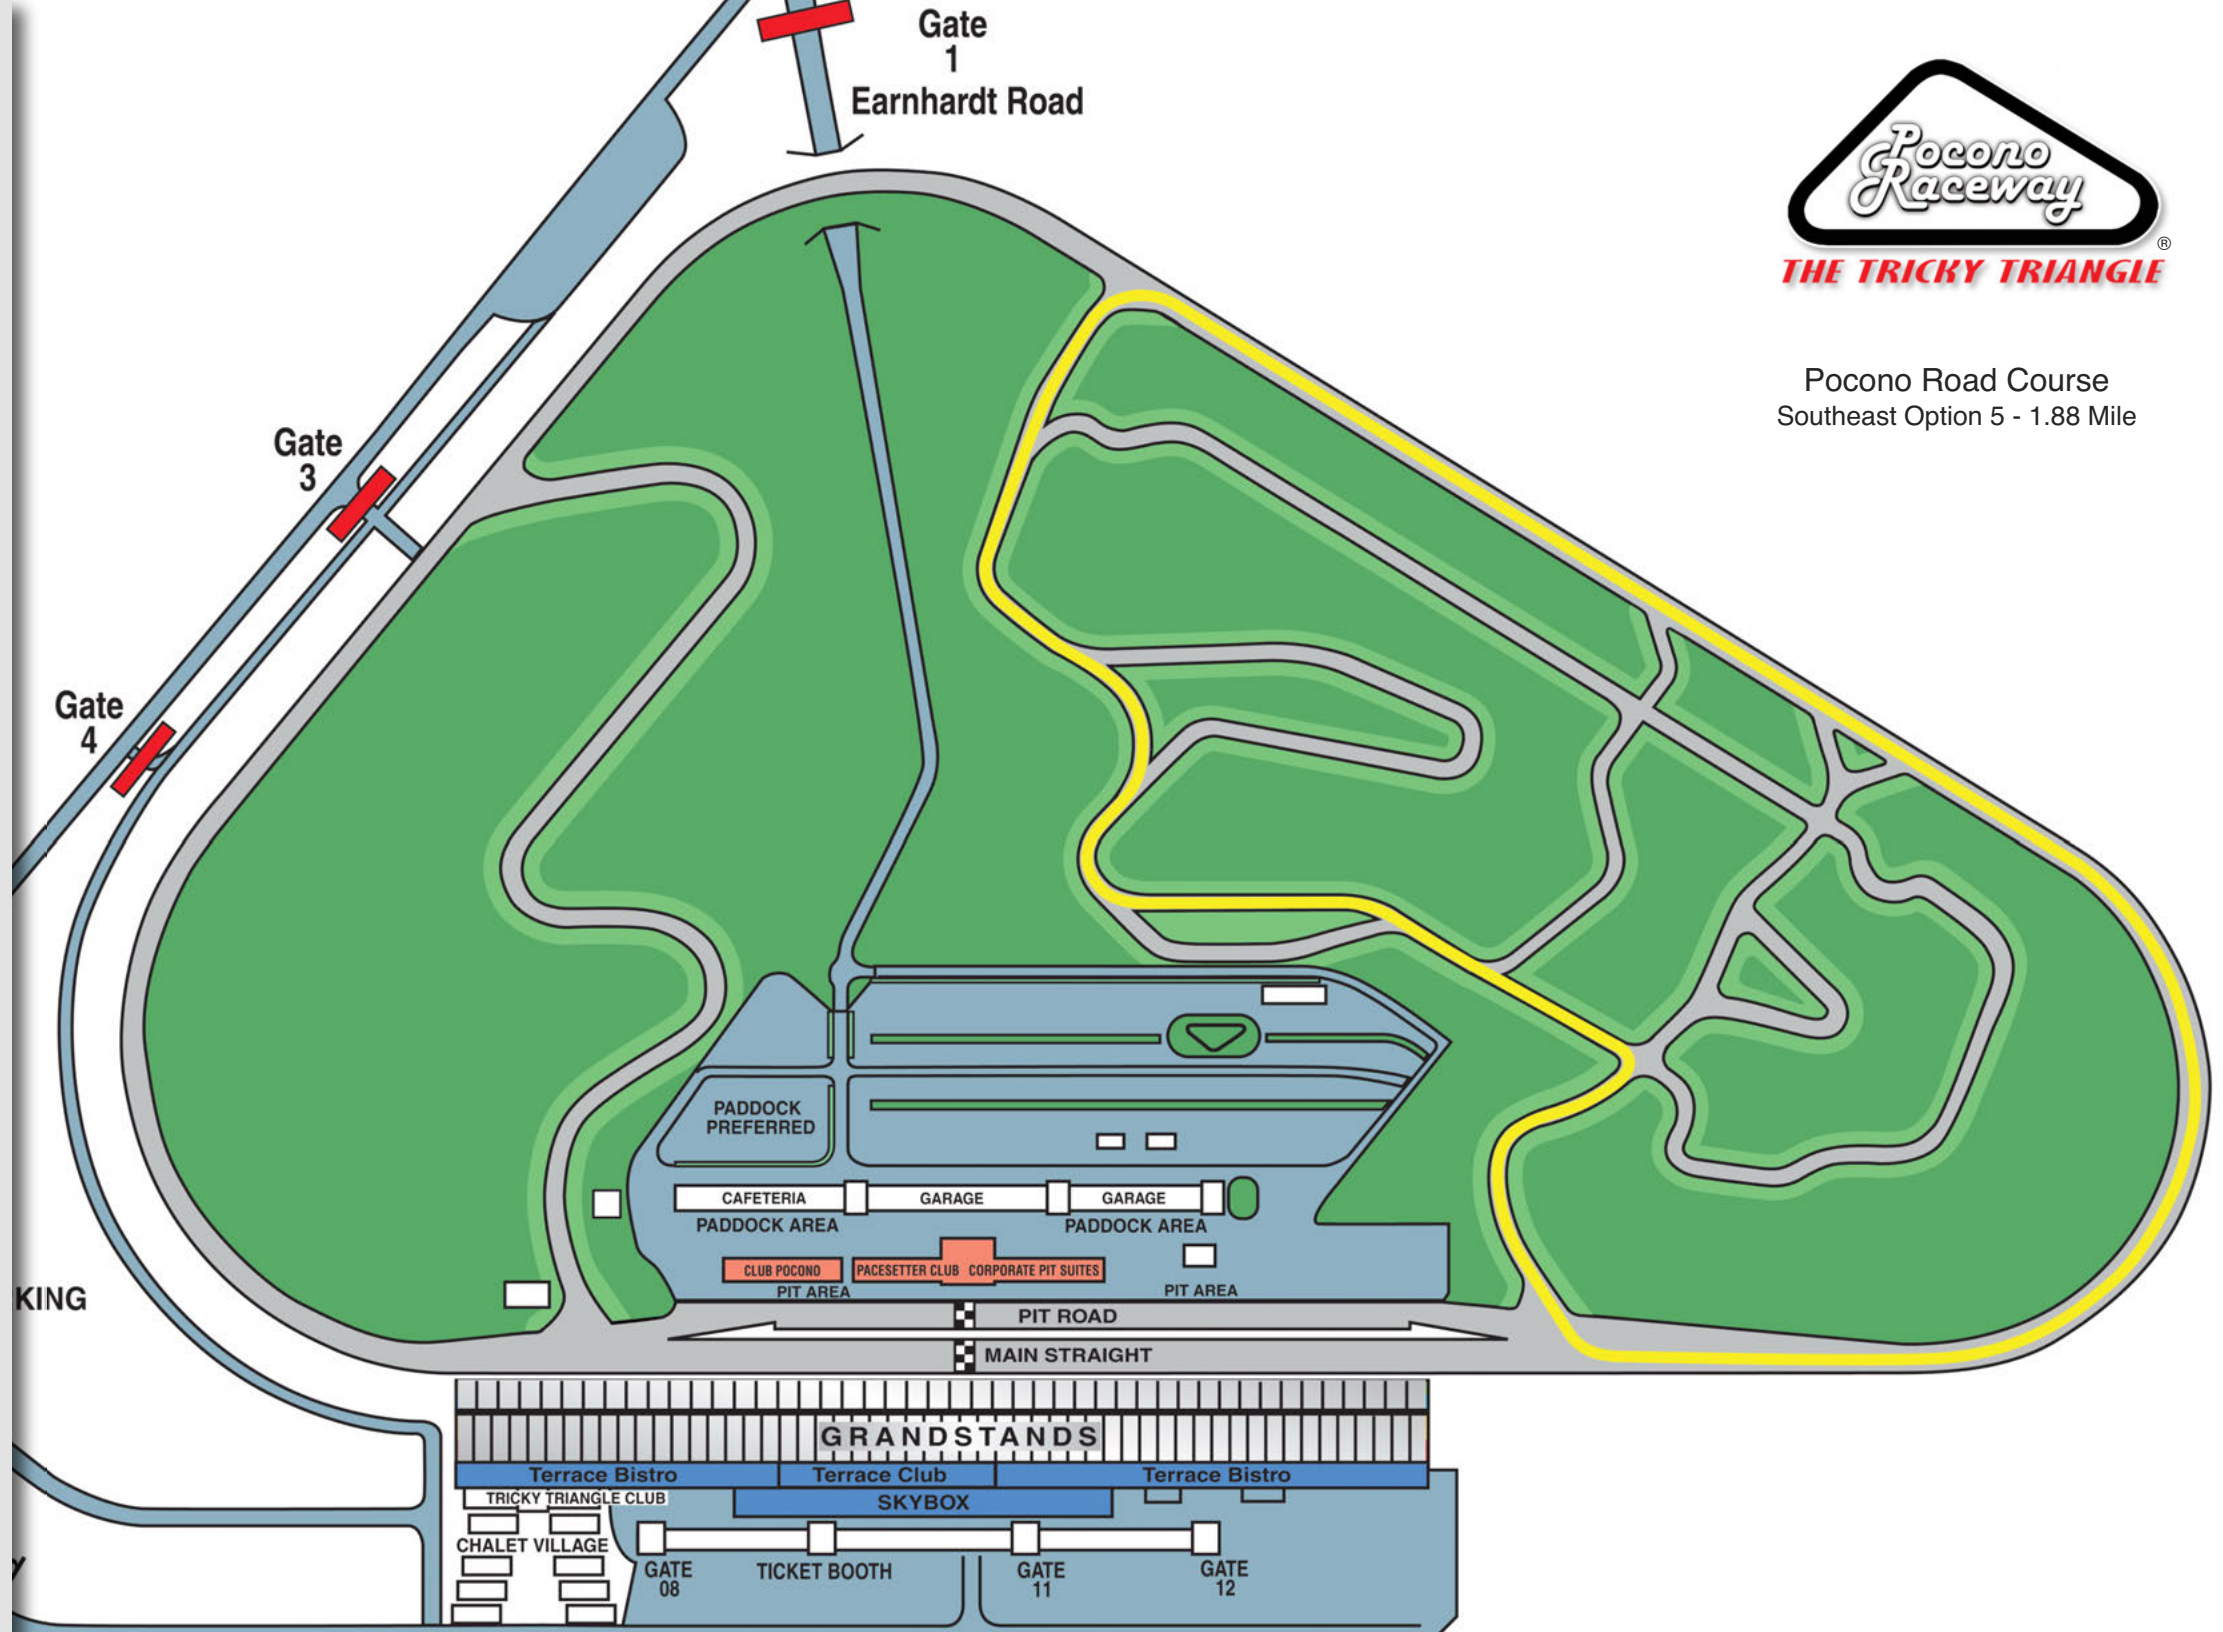 Gate
1
Earnhardt Road
Pocono
Raceway
®
THE TRICKY TRIANGLE
Pocono Road Course
Southeast Option 5 - 1.88 Mile
Gate
3
Gate
4
PADDOCK
PREFERRED
CAFETERIA
GARAGE
GARAGE
PADDOCK AREA
PADDOCK AREA
CLUB POCONO
PACESETTER CLUB
CORPORATE PIT SUITES
PIT AREA
PIT AREA
KING
PIT ROAD
MAIN STRAIGHT
GRANDSTANDS
Terrace Bistro
Terrace Club
Terrace Bistro
TRICKY TRIANGLE CLUB
SKYBOX
CHALET VILLAGE
GATE
08
TICKET BOOTH
GATE
11
GATE
12